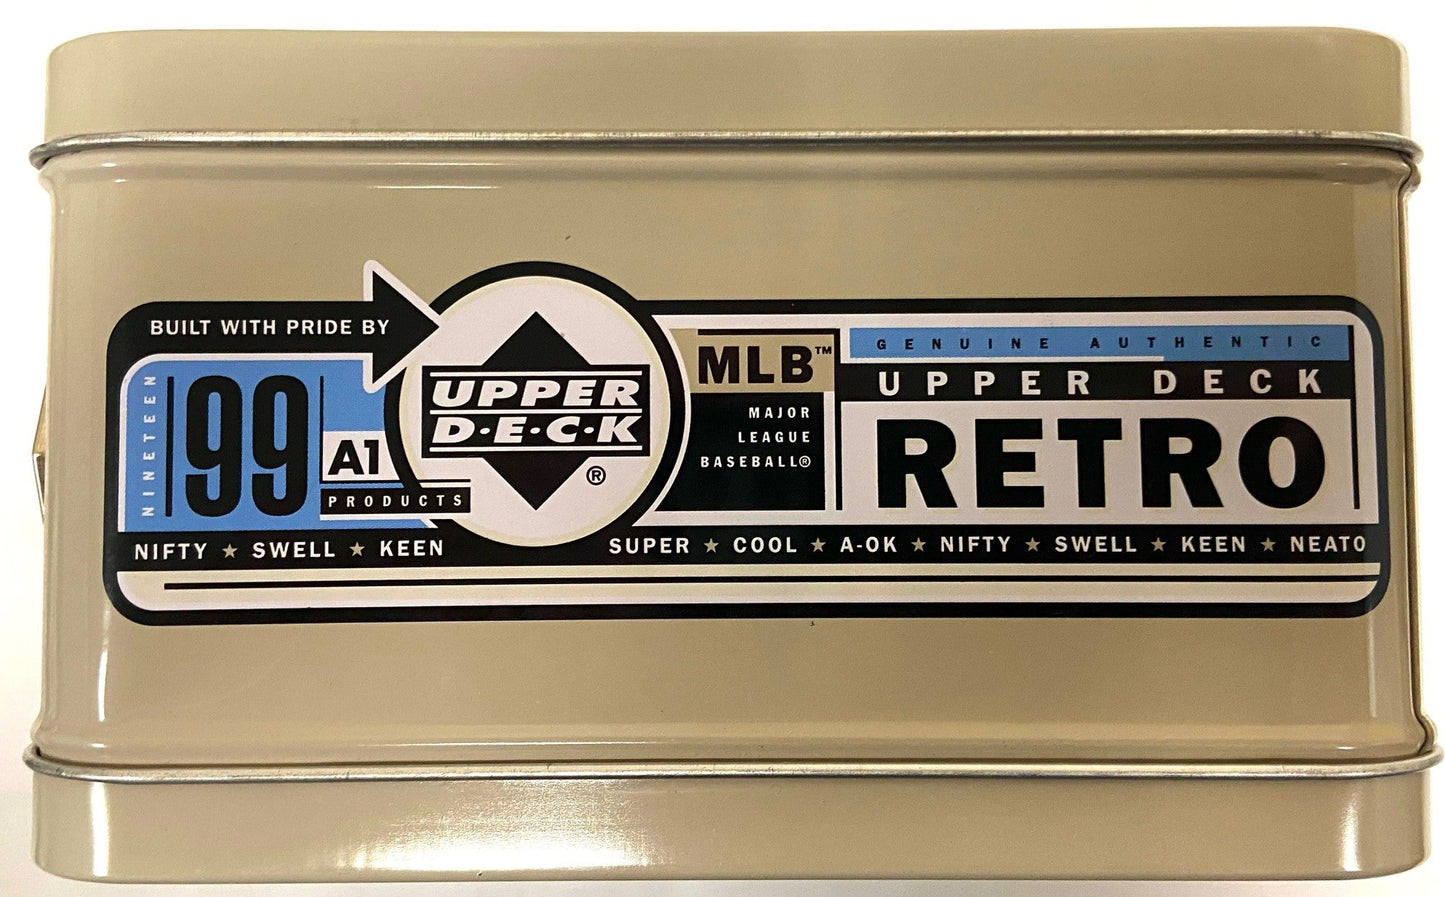 BUILT WITH PRIDE BY
NINETEEN
99
A1
PRODUCTS
UPPER
D·E·C·K
®
MLB™
MAJOR
LEAGUE
BASEBALL®
GENUINE AUTHENTIC
UPPER DECK
RETRO
NIFTY ★ SWELL ★ KEEN
SUPER ★ COOL ★ A-OK ★ NIFTY ★ SWELL ★ KEEN ★ NEATO